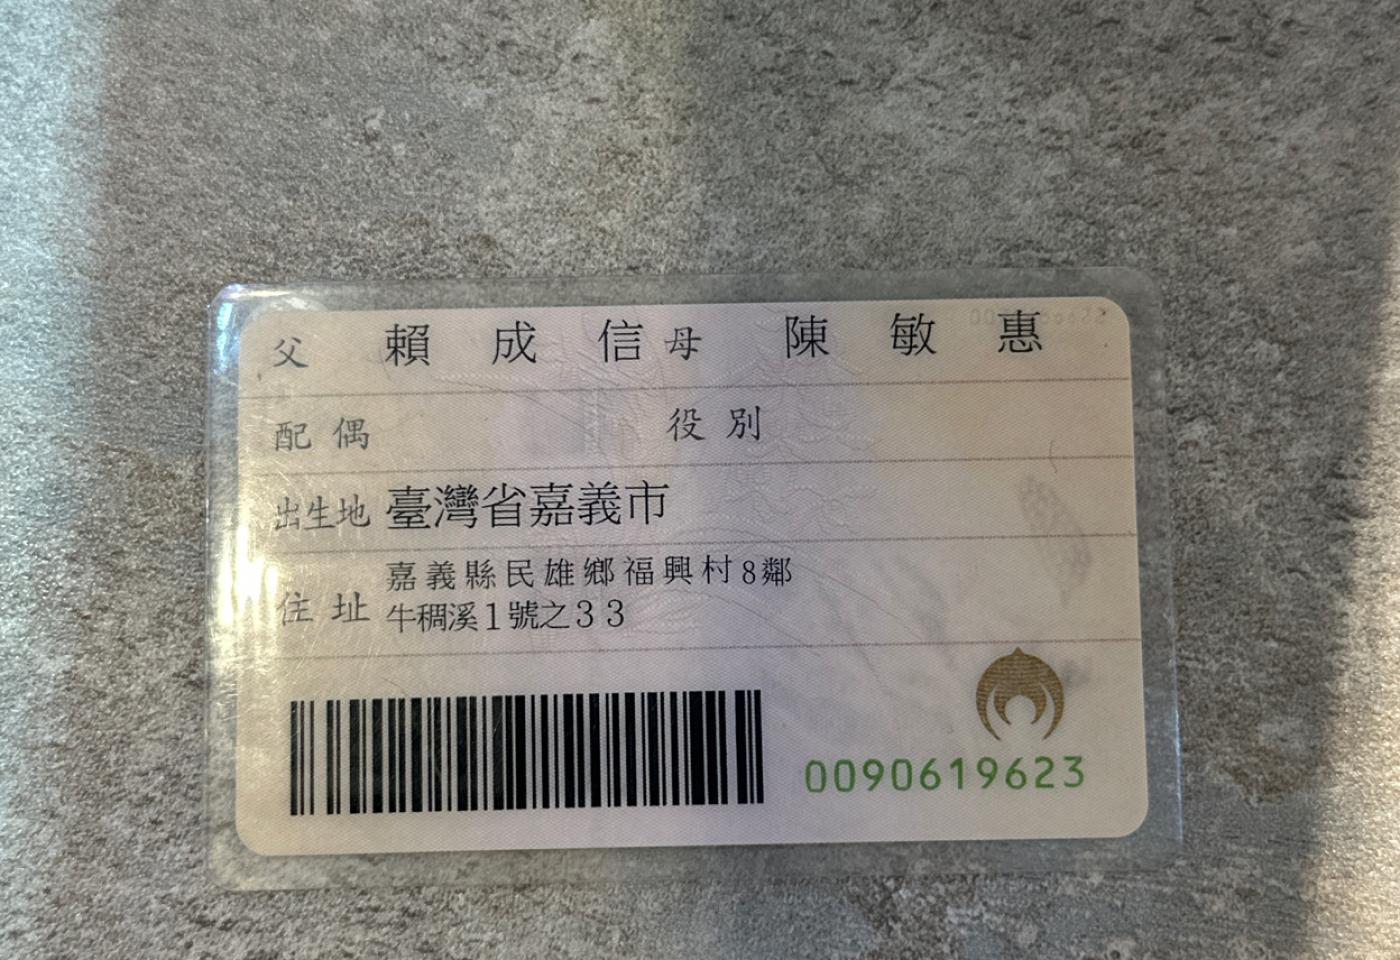 父 賴成信 母 陳敏惠
配偶 役別
出生地 臺灣省嘉義市
住址 嘉義縣民雄鄉福興村8鄰
牛稠溪1號之33
0090619623